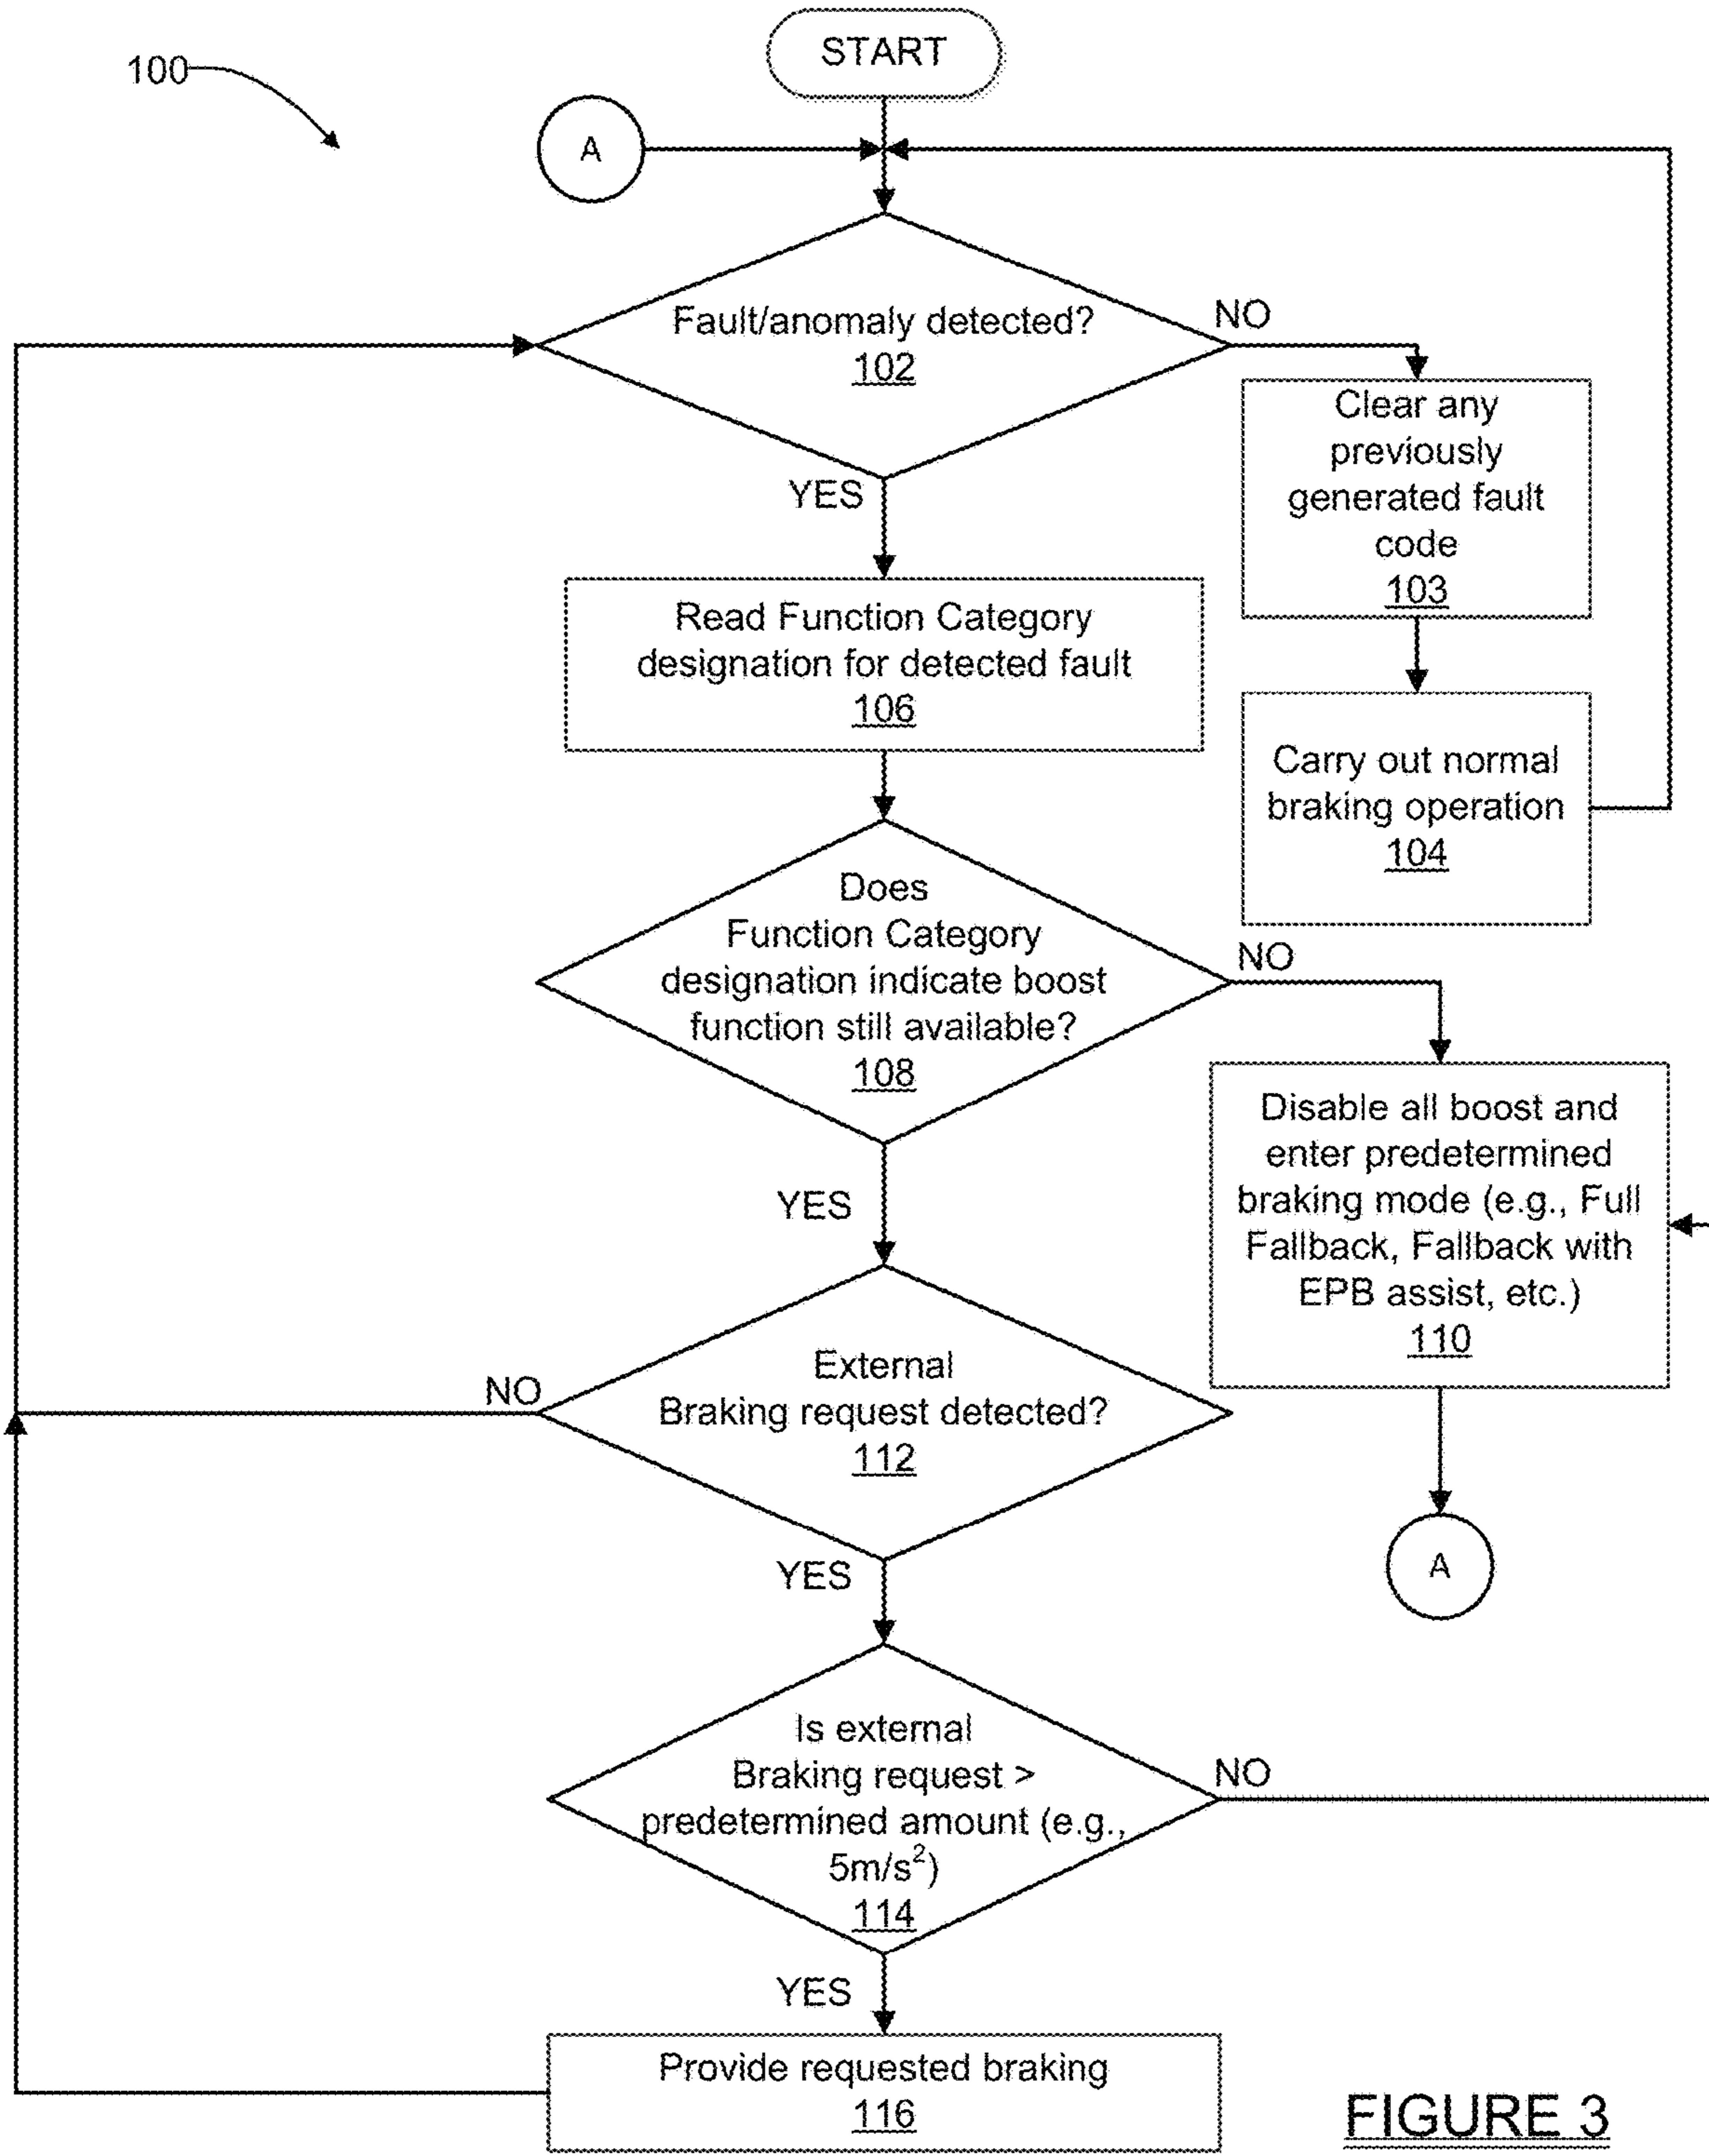 START
100
A
Fault/anomaly detected?
102
NO
YES
Clear any
previously
generated fault
code
103
Read Function Category
designation for detected fault
106
Carry out normal
braking operation
104
Does
Function Category
designation indicate boost
function still available?
108
NO
YES
Disable all boost and
enter predetermined
braking mode (e.g., Full
Fallback, Fallback with
EPB assist, etc.)
110
External
Braking request detected?
112
NO
YES
A
Is external
Braking request >
predetermined amount (e.g.,
5m/s²)
114
NO
YES
Provide requested braking
116
FIGURE 3